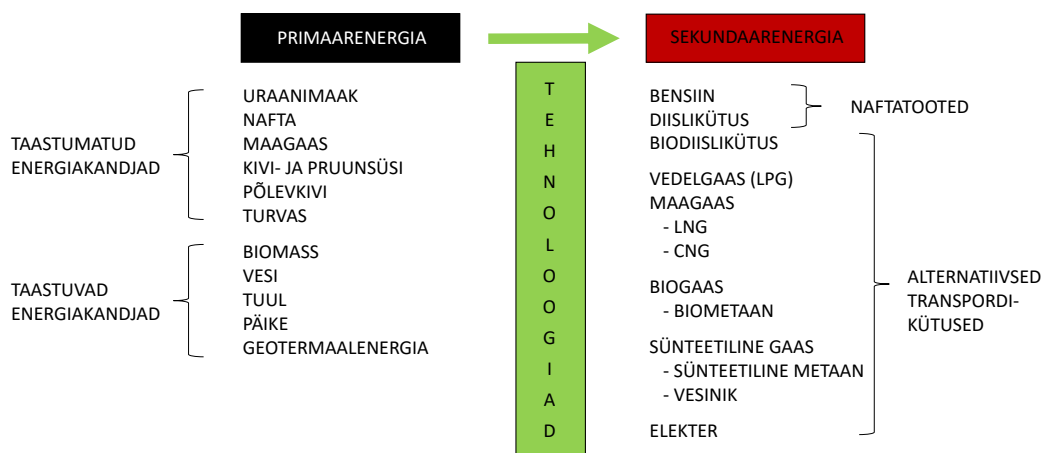 PRIMAARENERGIA
SEKUNDAARENERGIA
TAASTUMATUD
ENERGIAKANDJAD
URAANIMAAK
NAFTA
MAAGAAS
KIVI- JA PRUUNSÜSI
PÕLEVKIVI
TURVAS
TAASTUVAD
ENERGIAKANDJAD
BIOMASS
VESI
TUUL
PÄIKE
GEOTERMAALENERGIA
T
E
H
N
O
L
O
O
G
I
A
D
BENSIIN
DIISLIKÜTUS
BIODIISLIKÜTUS
VEDELGAAS (LPG)
MAAGAAS
- LNG
- CNG
BIOGAAS
- BIOMETAAN
SÜNTEETILINE GAAS
- SÜNTEETILINE METAAN
- VESINIK
ELEKTER
NAFTATOOTED
ALTERNATIIVSED
TRANSPORDI-
KÜTUSED